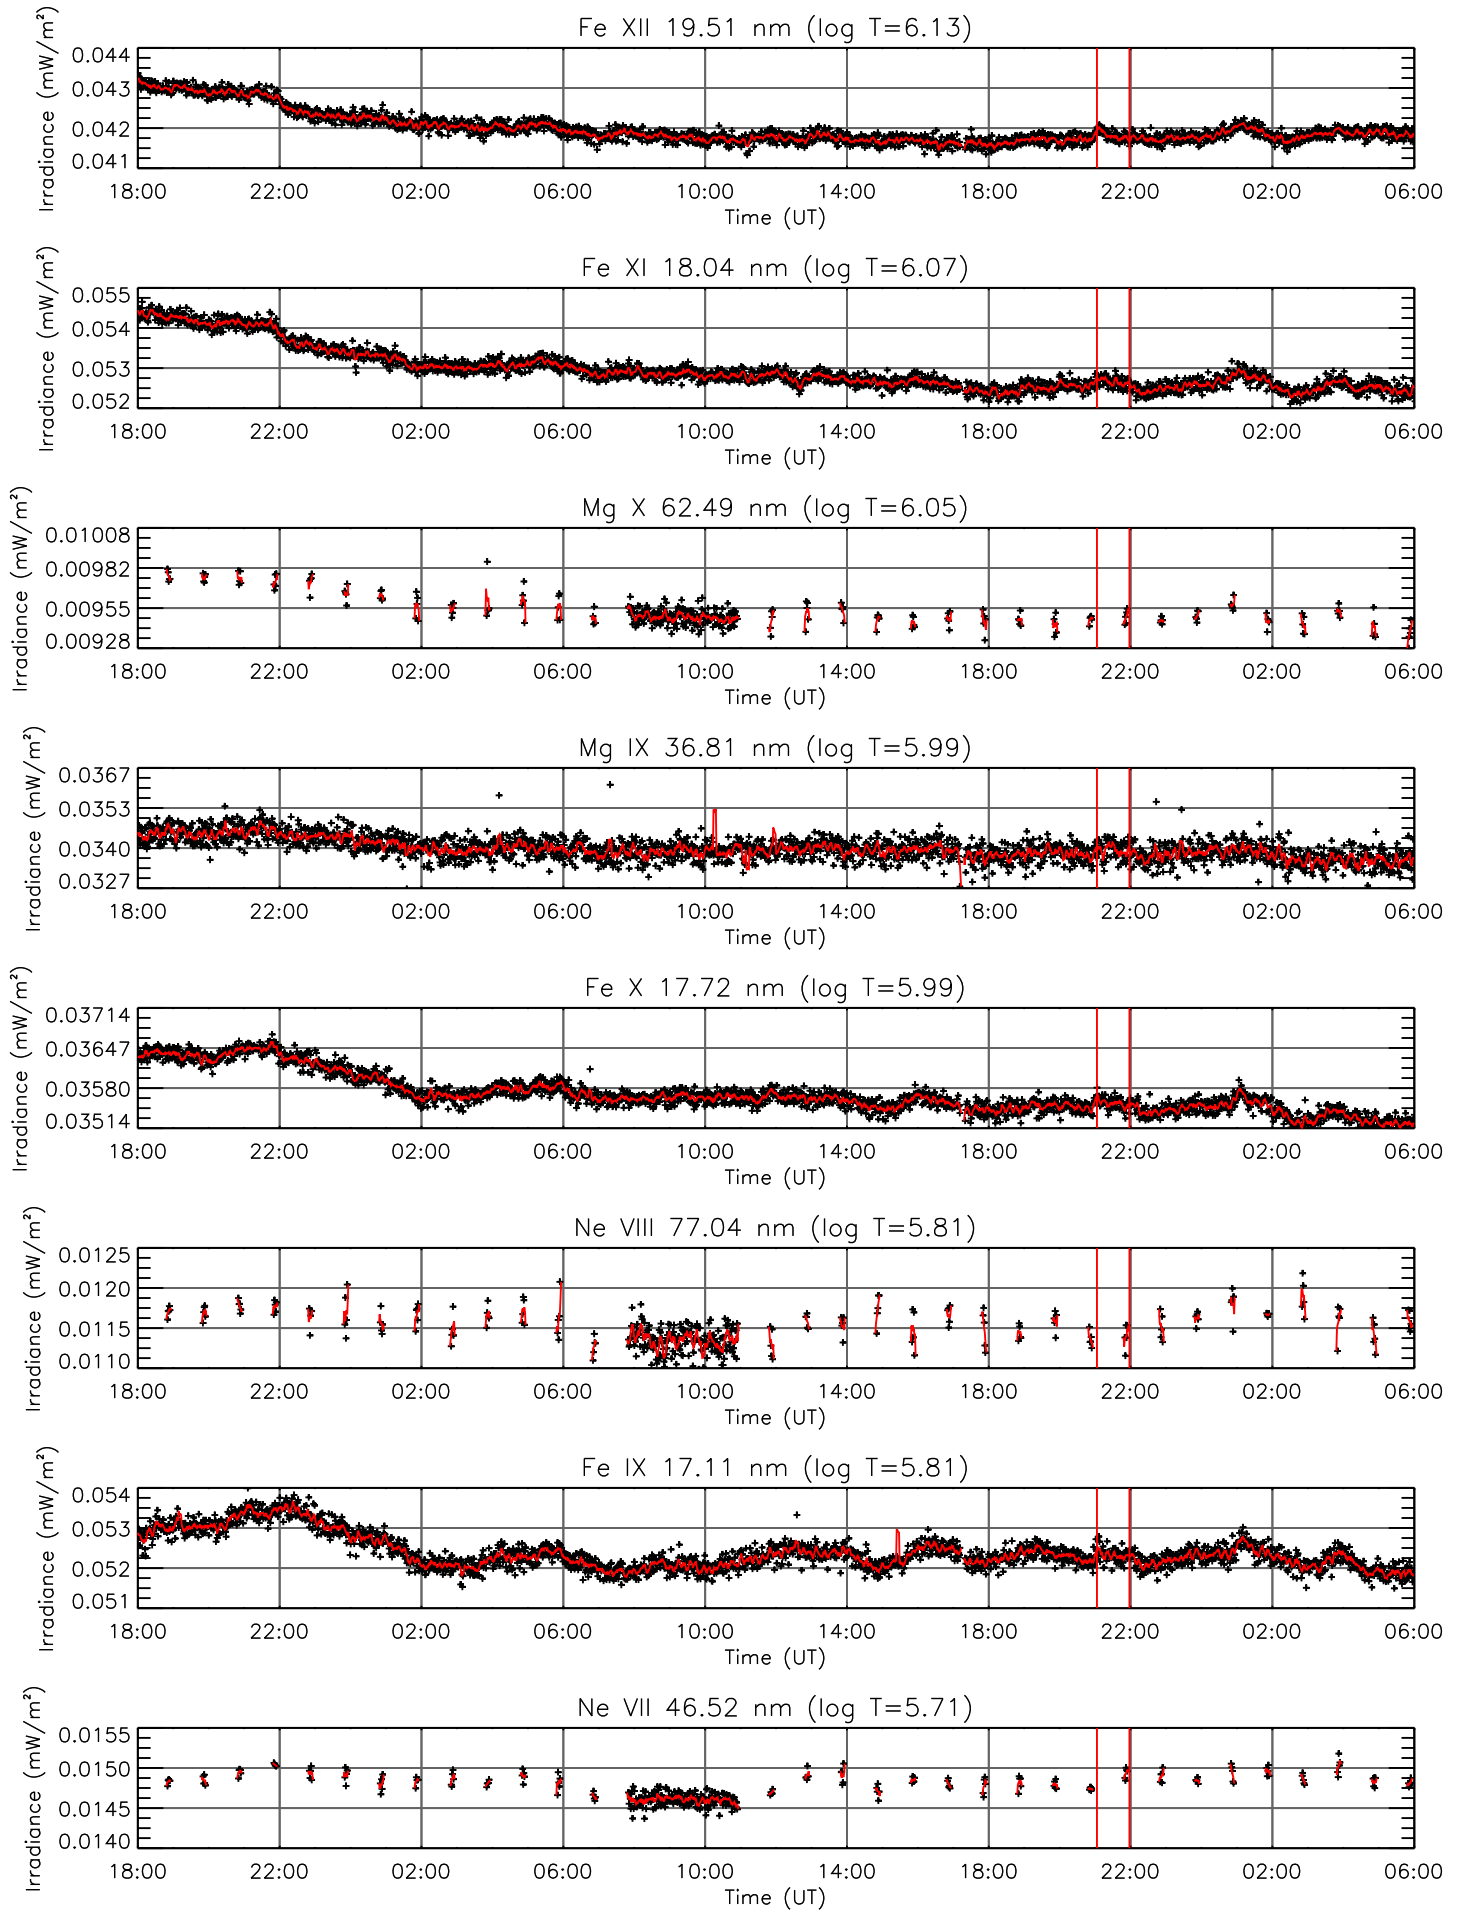 Fe XII 19.51 nm (log T=6.13)
Irradiance (mW/m²)
0.044
0.043
0.042
0.041
18:00 22:00 02:00 06:00 10:00 14:00 18:00 22:00 02:00 06:00
Time (UT)
Fe XI 18.04 nm (log T=6.07)
Irradiance (mW/m²)
0.055
0.054
0.053
0.052
18:00 22:00 02:00 06:00 10:00 14:00 18:00 22:00 02:00 06:00
Time (UT)
Mg X 62.49 nm (log T=6.05)
Irradiance (mW/m²)
0.01008
0.00982
0.00955
0.00928
18:00 22:00 02:00 06:00 10:00 14:00 18:00 22:00 02:00 06:00
Time (UT)
Mg IX 36.81 nm (log T=5.99)
Irradiance (mW/m²)
0.0367
0.0353
0.0340
0.0327
18:00 22:00 02:00 06:00 10:00 14:00 18:00 22:00 02:00 06:00
Time (UT)
Fe X 17.72 nm (log T=5.99)
Irradiance (mW/m²)
0.03714
0.03647
0.03580
0.03514
18:00 22:00 02:00 06:00 10:00 14:00 18:00 22:00 02:00 06:00
Time (UT)
Ne VIII 77.04 nm (log T=5.81)
Irradiance (mW/m²)
0.0125
0.0120
0.0115
0.0110
18:00 22:00 02:00 06:00 10:00 14:00 18:00 22:00 02:00 06:00
Time (UT)
Fe IX 17.11 nm (log T=5.81)
Irradiance (mW/m²)
0.054
0.053
0.052
0.051
18:00 22:00 02:00 06:00 10:00 14:00 18:00 22:00 02:00 06:00
Time (UT)
Ne VII 46.52 nm (log T=5.71)
Irradiance (mW/m²)
0.0155
0.0150
0.0145
0.0140
18:00 22:00 02:00 06:00 10:00 14:00 18:00 22:00 02:00 06:00
Time (UT)